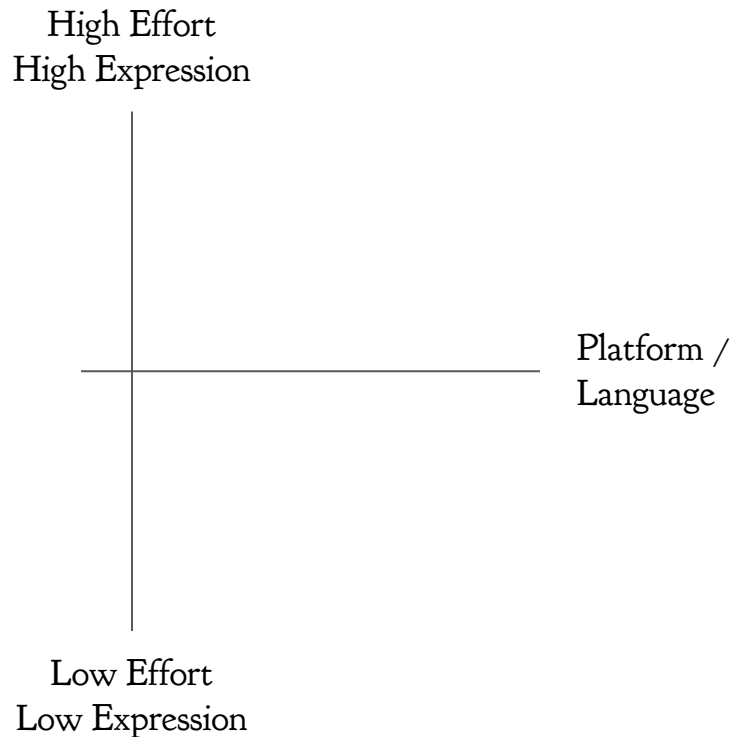 High Effort
High Expression
Platform /
Language
Low Effort
Low Expression